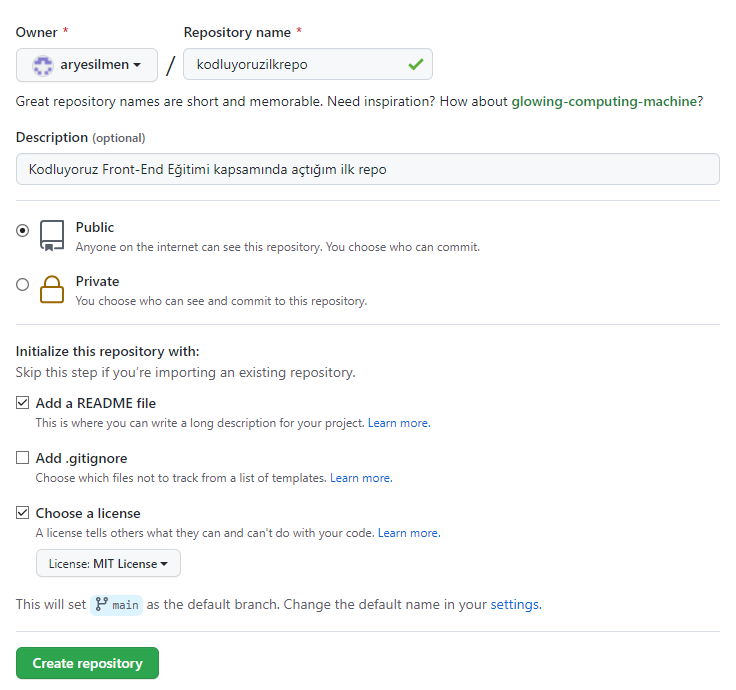 Owner * Repository name *
aryesilmen / kodluyoruzilkrepo
Great repository names are short and memorable. Need inspiration? How about glowing-computing-machine?
Description (optional)
Kodluyoruz Front-End Eğitimi kapsamında açtığım ilk repo
Public
Anyone on the internet can see this repository. You choose who can commit.
Private
You choose who can see and commit to this repository.
Initialize this repository with:
Skip this step if you're importing an existing repository.
Add a README file
This is where you can write a long description for your project. Learn more.
Add .gitignore
Choose which files not to track from a list of templates. Learn more.
Choose a license
A license tells others what they can and can't do with your code. Learn more.
License: MIT License
This will set main as the default branch. Change the default name in your settings.
Create repository